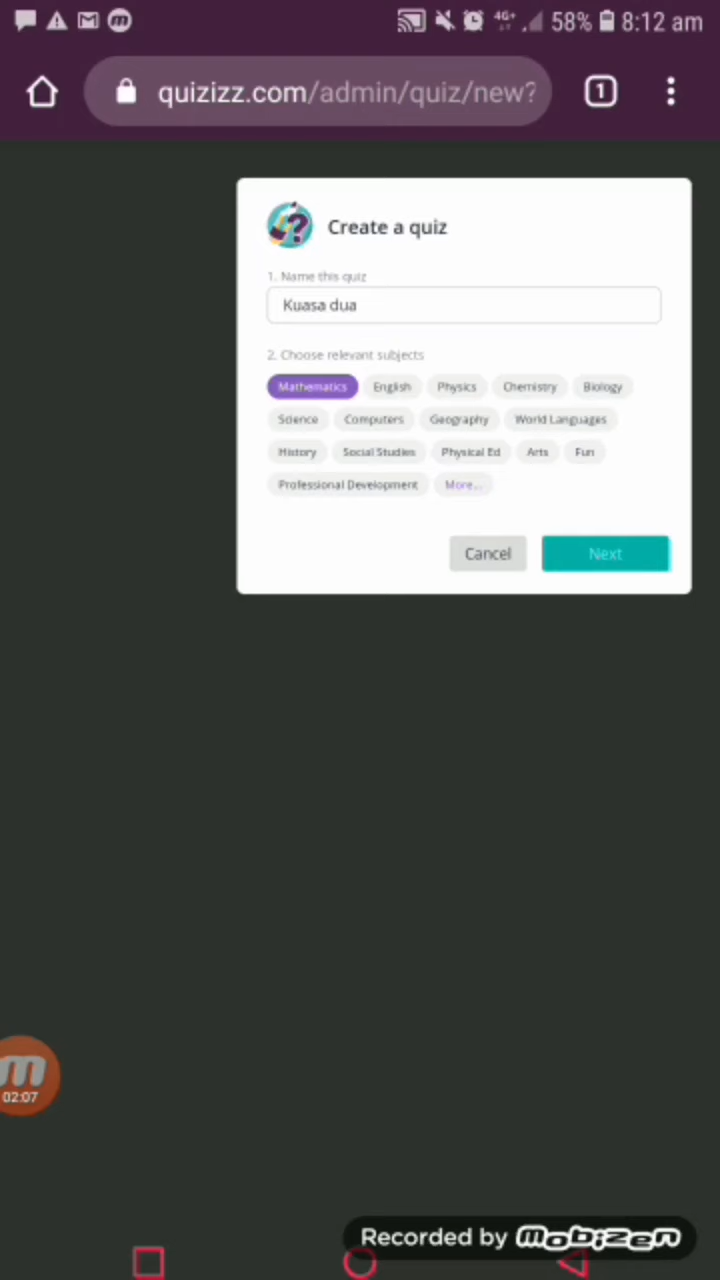 4G+ 58% 8:12 am
quizizz.com/admin/quiz/new? 1
Create a quiz
1. Name this quiz
Kuasa dua
2. Choose relevant subjects
Mathematics English Physics Chemistry Biology
Science Computers Geography World Languages
History Social Studies Physical Ed Arts Fun
Professional Development More...
Cancel Next
m
02:07
Recorded by mobizen